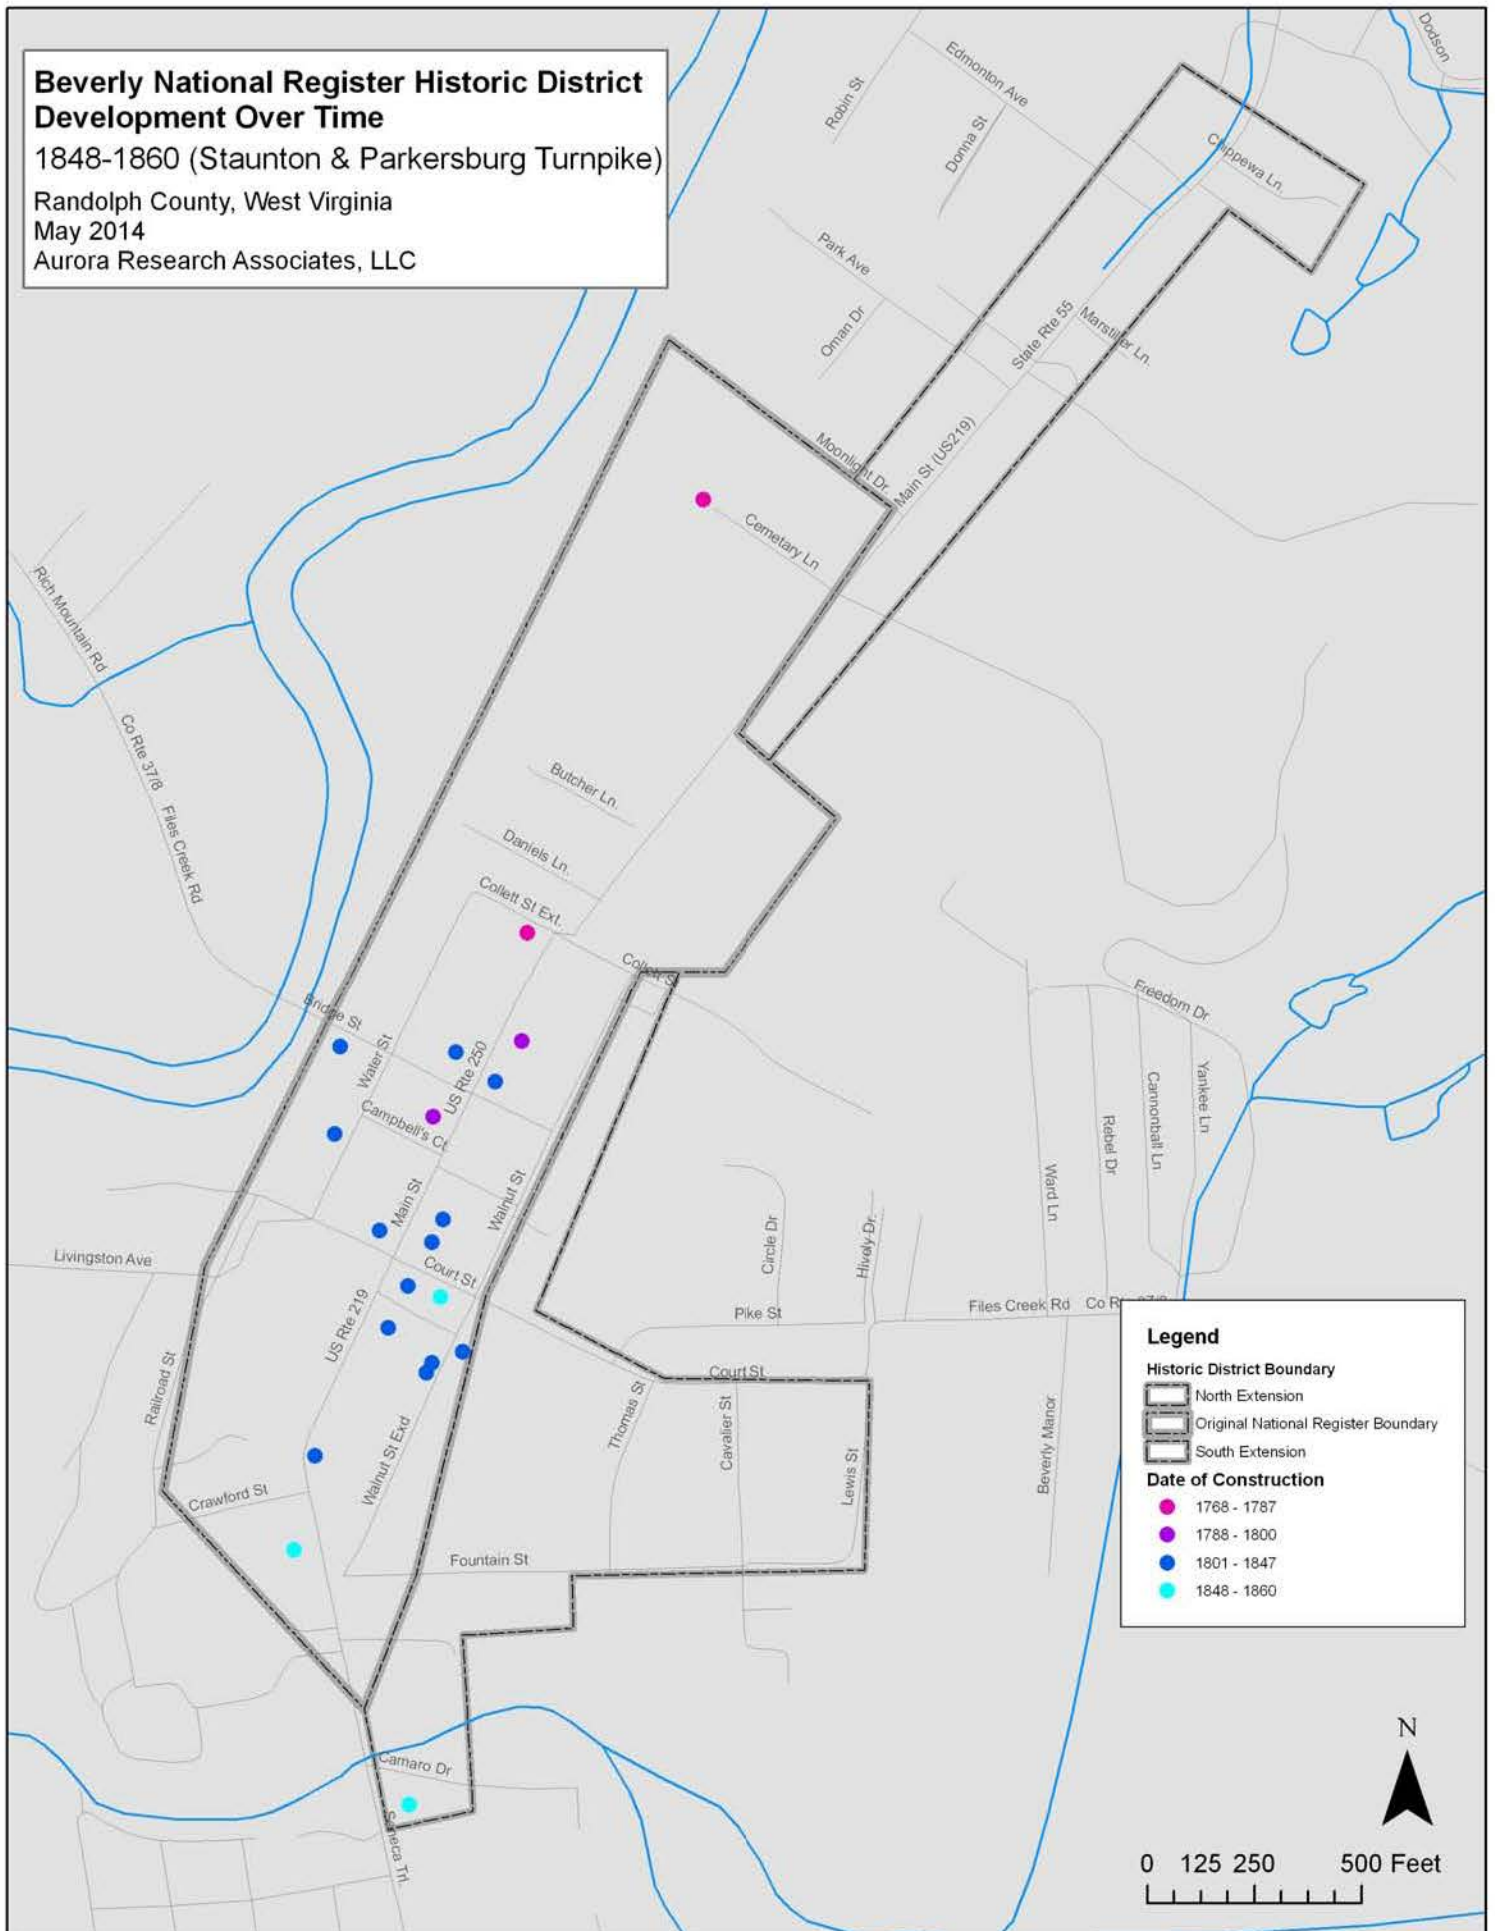 Beverly National Register Historic District
Development Over Time
1848-1860 (Staunton & Parkersburg Turnpike)
Randolph County, West Virginia
May 2014
Aurora Research Associates, LLC
Dodson
Edmonton Ave
Robin St
Donna St
Chippewa Ln.
Park Ave
Oman Dr
State Rte 55
Marstiller Ln.
Moonlight Dr.
Main St (US219)
Cemetary Ln
Rich Mountain Rd
Co Rte 37/8
Files Creek Rd
Butcher Ln.
Daniels Ln.
Collett St Ext.
Collett St
Bridge St
Water St
US Rte 250
Campbell's Ct
Freedom Dr
Yankee Ln
Cannonball Ln
Rebel Dr
Ward Ln
Main St
Walnut St
Circle Dr
Hively Dr.
Livingston Ave
Court St
US Rte 219
Pike St
Files Creek Rd
Railroad St
Court St
Thomas St
Cavalier St
Lewis St
Beverly Manor
Walnut St Exd
Crawford St
Fountain St
Camaro Dr
Seneca Trl.
Legend
Historic District Boundary
North Extension
Original National Register Boundary
South Extension
Date of Construction
1768 - 1787
1788 - 1800
1801 - 1847
1848 - 1860
N
0 125 250 500 Feet